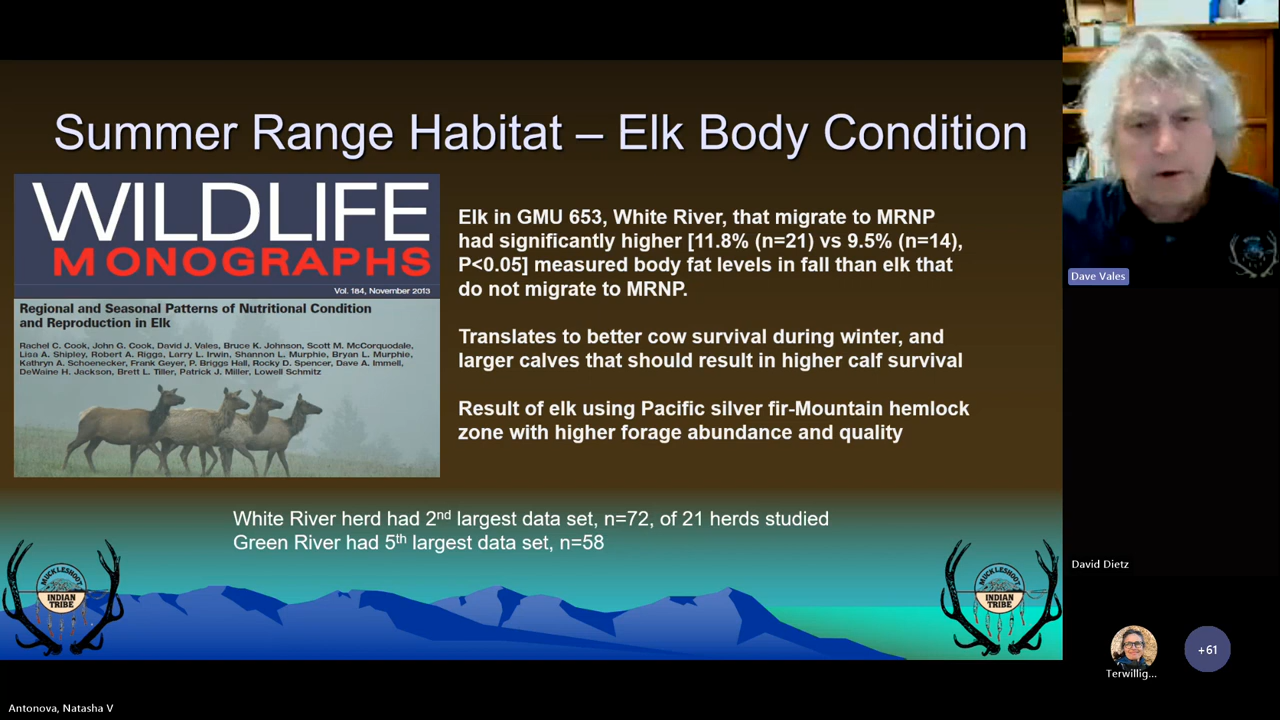 Summer Range Habitat – Elk Body Condition
WILDLIFE
MONOGRAPHS
Vol. 184, November 2013
Regional and Seasonal Patterns of Nutritional Condition
and Reproduction in Elk
Rachel C. Cook, John G. Cook, David J. Vales, Bruce K. Johnson, Scott M. McCorquodale,
Lisa A. Shipley, Robert A. Riggs, Larry L. Irwin, Shannon L. Murphie, Bryan L. Murphie,
Kathryn A. Schoenecker, Frank Geyer, P. Briggs Hall, Rocky D. Spencer, Dave A. Immell,
DeWaine H. Jackson, Brett L. Tiller, Patrick J. Miller, Lowell Schmitz
Elk in GMU 653, White River, that migrate to MRNP
had significantly higher [11.8% (n=21) vs 9.5% (n=14),
P<0.05] measured body fat levels in fall than elk that
do not migrate to MRNP.
Translates to better cow survival during winter, and
larger calves that should result in higher calf survival
Result of elk using Pacific silver fir-Mountain hemlock
zone with higher forage abundance and quality
White River herd had 2nd largest data set, n=72, of 21 herds studied
Green River had 5th largest data set, n=58
MUCKLESHOOT
INDIAN
TRIBE
MUCKLESHOOT
INDIAN
TRIBE
Dave Vales
David Dietz
Terwillig...
+61
Antonova, Natasha V